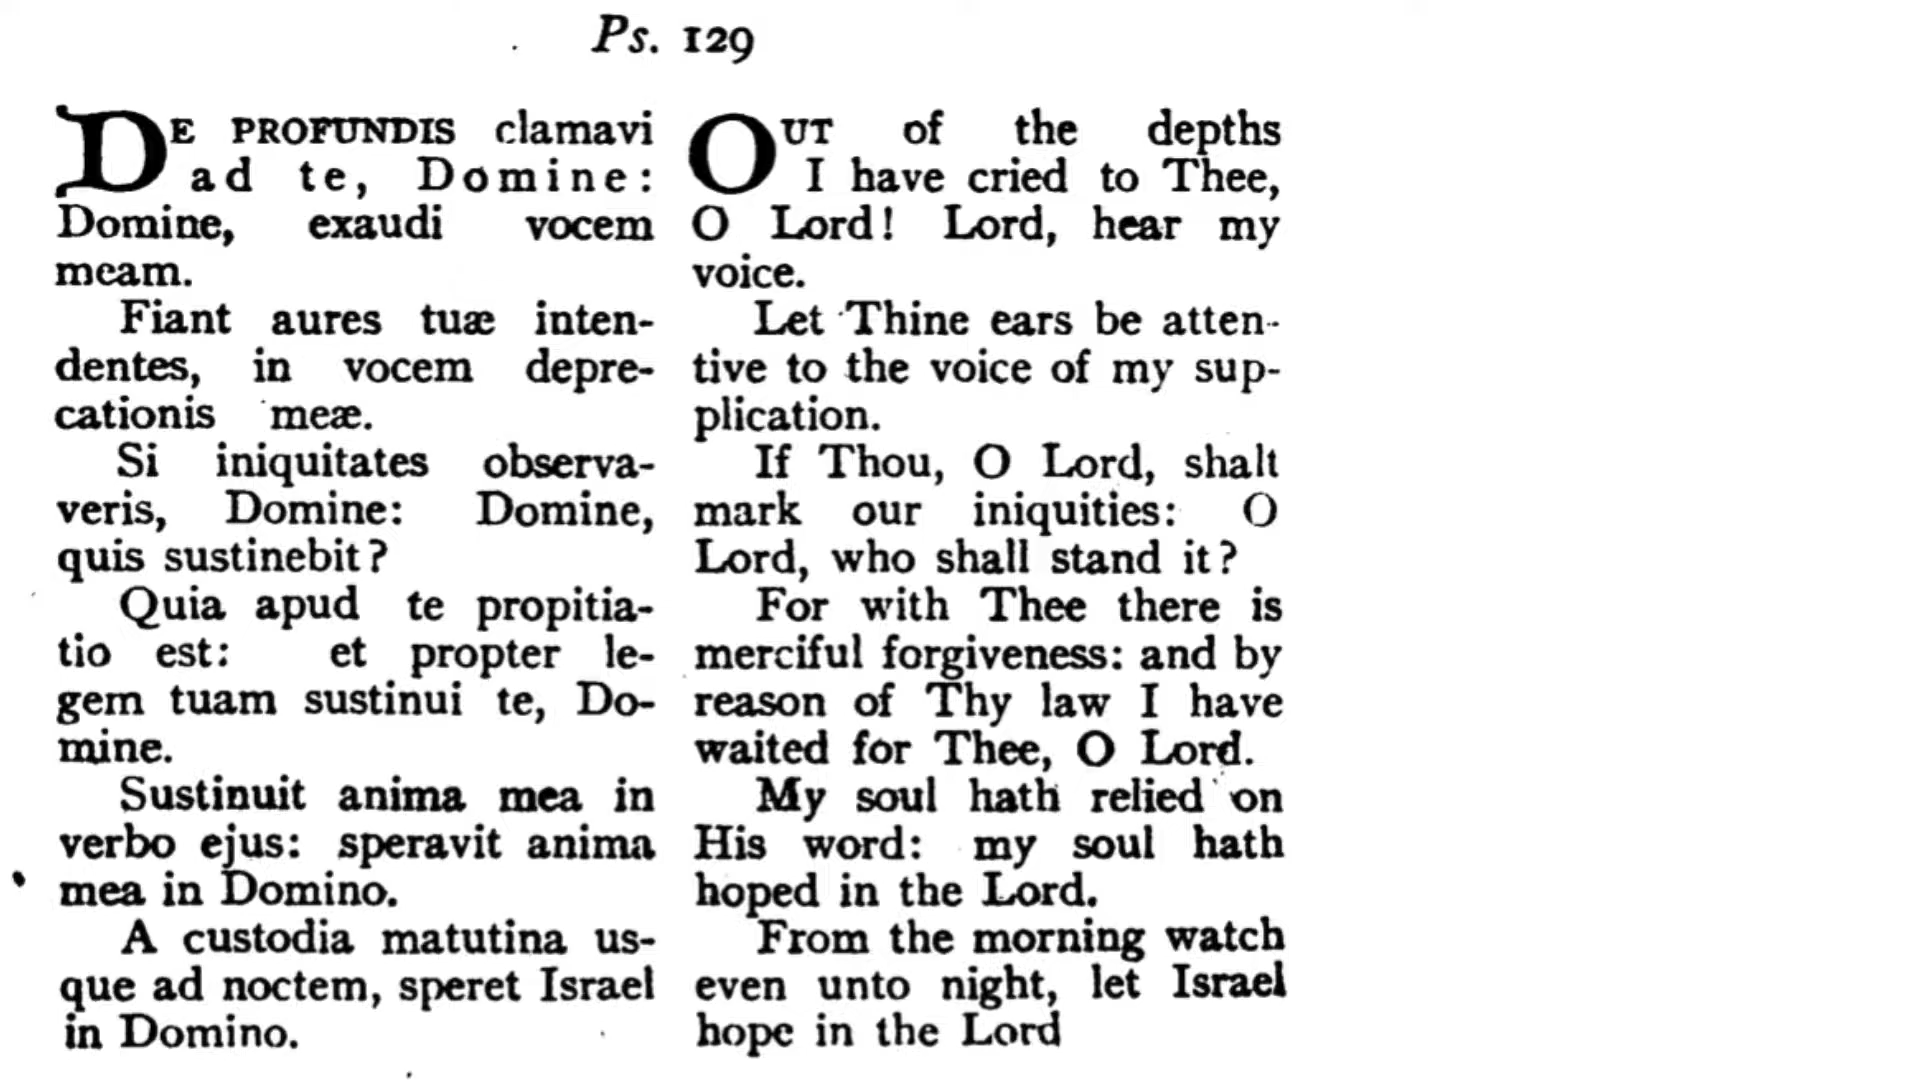 Ps. 129
DE PROFUNDIS clamavi
ad te, Domine:
Domine, exaudi vocem
meam.
Fiant aures tuæ inten-
dentes, in vocem depre-
cationis meæ.
Si iniquitates observa-
veris, Domine: Domine,
quis sustinebit?
Quia apud te propitia-
tio est: et propter le-
gem tuam sustinui te, Do-
mine.
Sustinuit anima mea in
verbo ejus: speravit anima
mea in Domino.
A custodia matutina us-
que ad noctem, speret Israel
in Domino.
OUT of the depths
I have cried to Thee,
O Lord! Lord, hear my
voice.
Let Thine ears be atten-
tive to the voice of my sup-
plication.
If Thou, O Lord, shalt
mark our iniquities: O
Lord, who shall stand it?
For with Thee there is
merciful forgiveness: and by
reason of Thy law I have
waited for Thee, O Lord.
My soul hath relied on
His word: my soul hath
hoped in the Lord.
From the morning watch
even unto night, let Israel
hope in the Lord